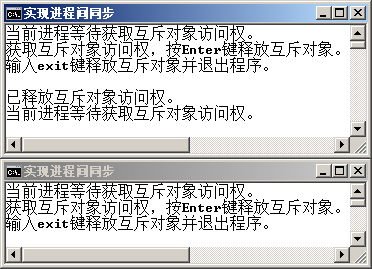 实现进程间同步
当前进程等待获取互斥对象访问权。
获取互斥对象访问权，按Enter键释放互斥对象。
输入exit键释放互斥对象并退出程序。
已释放互斥对象访问权。
当前进程等待获取互斥对象访问权。
实现进程间同步
当前进程等待获取互斥对象访问权。
获取互斥对象访问权，按Enter键释放互斥对象。
输入exit键释放互斥对象并退出程序。